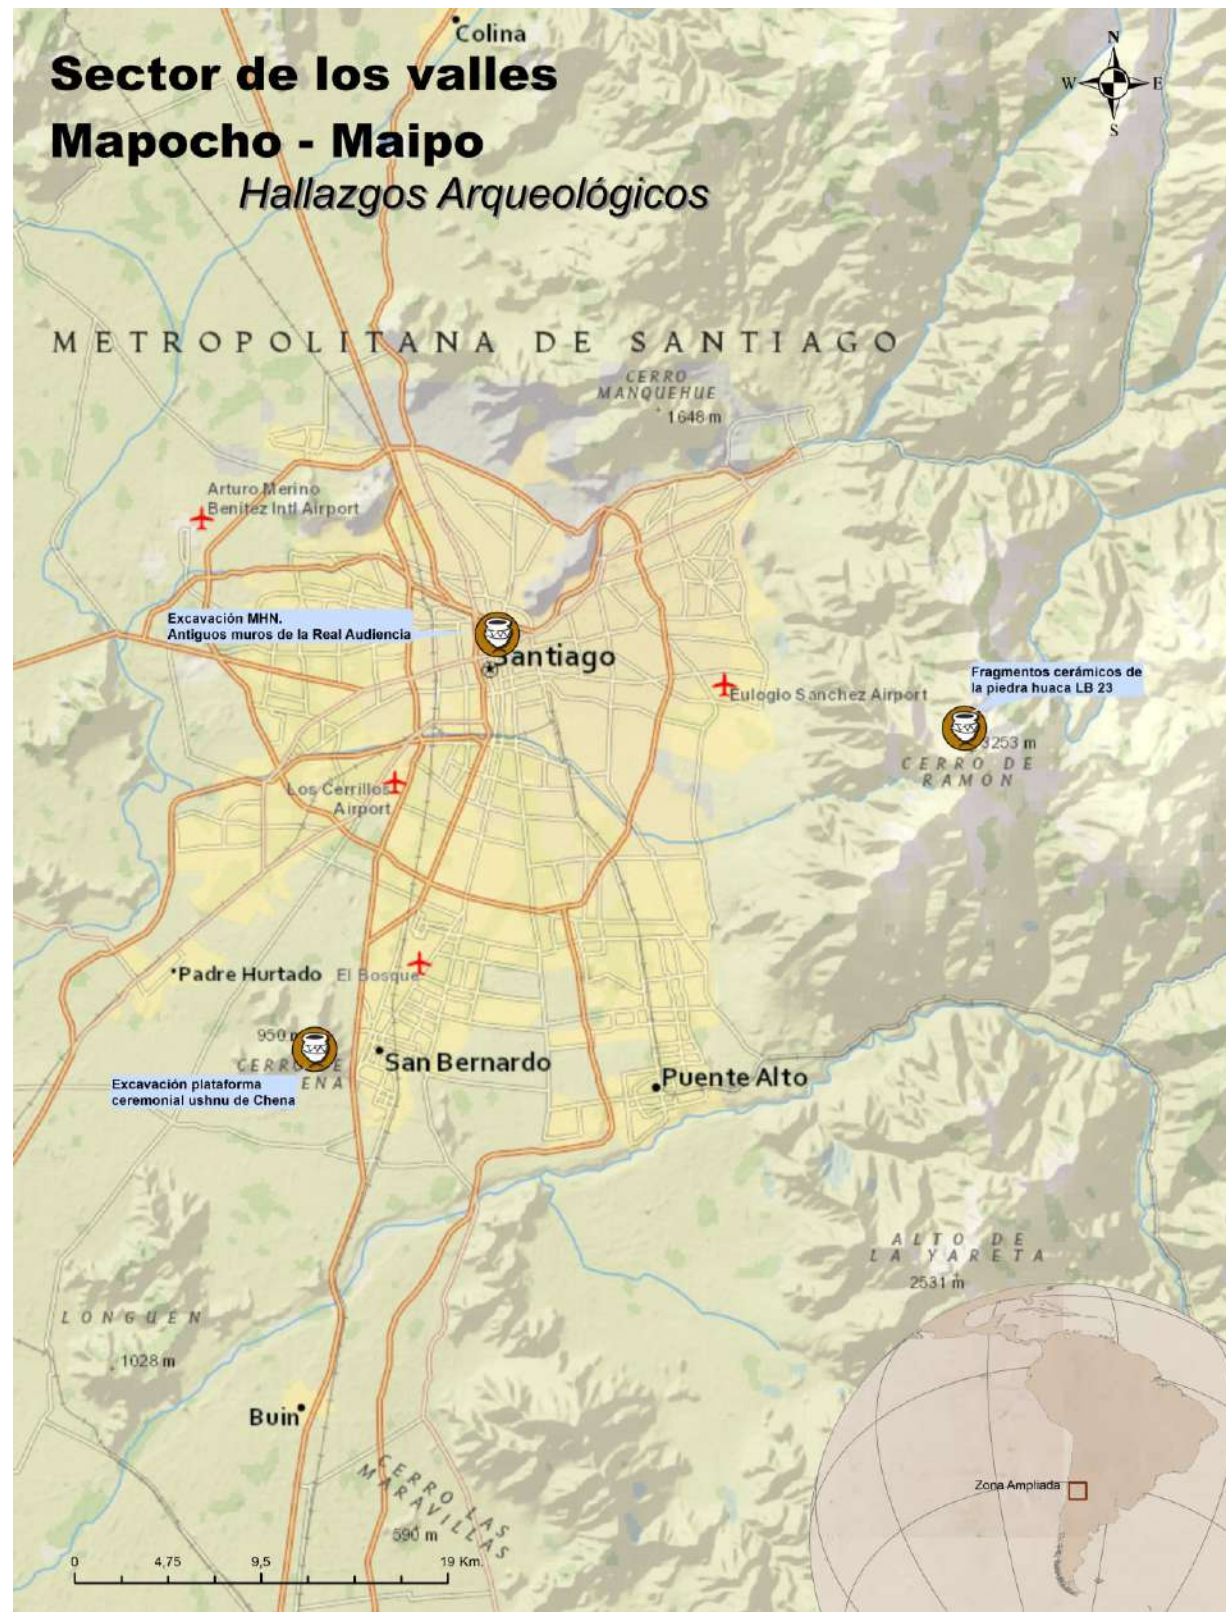 Colina
Sector de los valles
Mapocho - Maipo
Hallazgos Arqueológicos
N
W
E
S
METROPOLITANA DE SANTIAGO
CERRO
MANQUEHUE
1648 m
Arturo Merino
Benitez Intl Airport
Excavación MHN.
Antiguos muros de la Real Audiencia
Santiago
Fragmentos cerámicos de
la piedra huaca LB 23
Eulogio Sanchez Airport
3253 m
CERRO DE
RAMÓN
Los Cerrillos
Airport
Padre Hurtado
El Bosque
950 m
CERRO DE
ENA
San Bernardo
Puente Alto
Excavación plataforma
ceremonial ushnu de Chena
ALTO DE
LA YARETA
2531 m
LONGUEN
1028 m
Buin
CERRO LAS
MARAVILLAS
590 m
Zona Ampliada
0 4,75 9,5 19 Km.